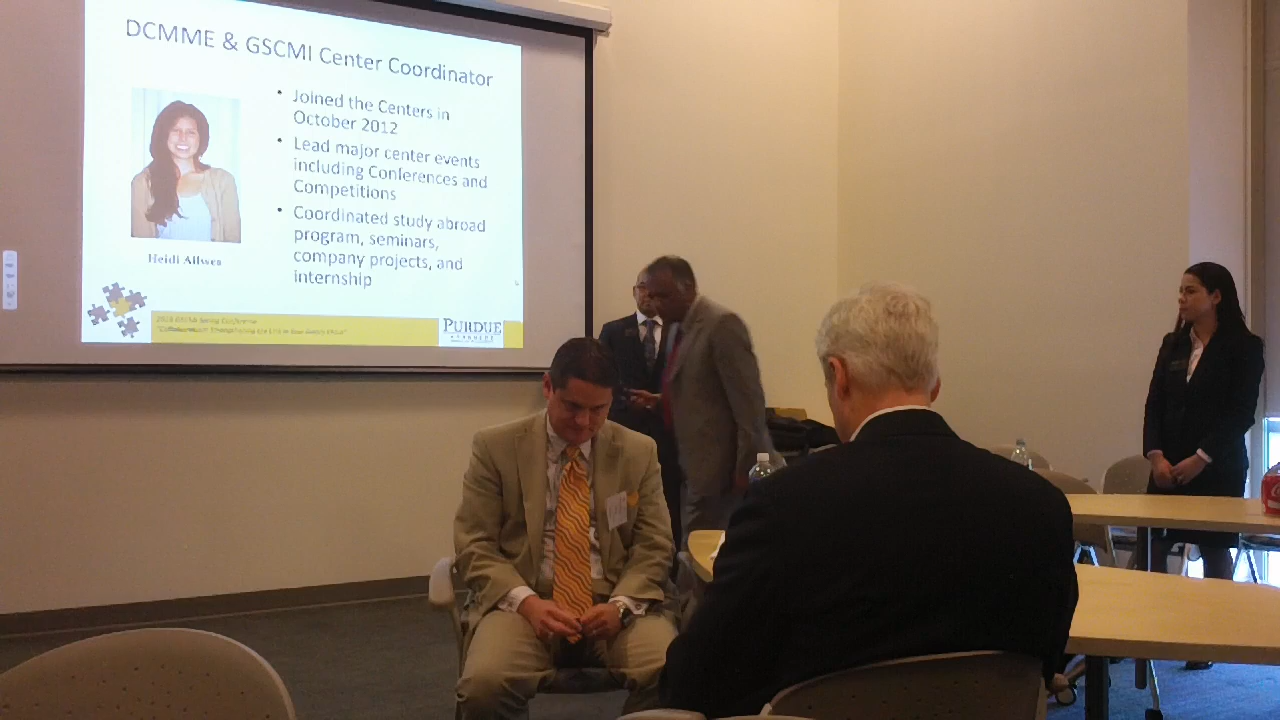 DCMME & GSCMI Center Coordinator
• Joined the Centers in
October 2012
• Lead major center events
including Conferences and
Competitions
• Coordinated study abroad
program, seminars,
company projects, and
internship
Heidi
PURDUE